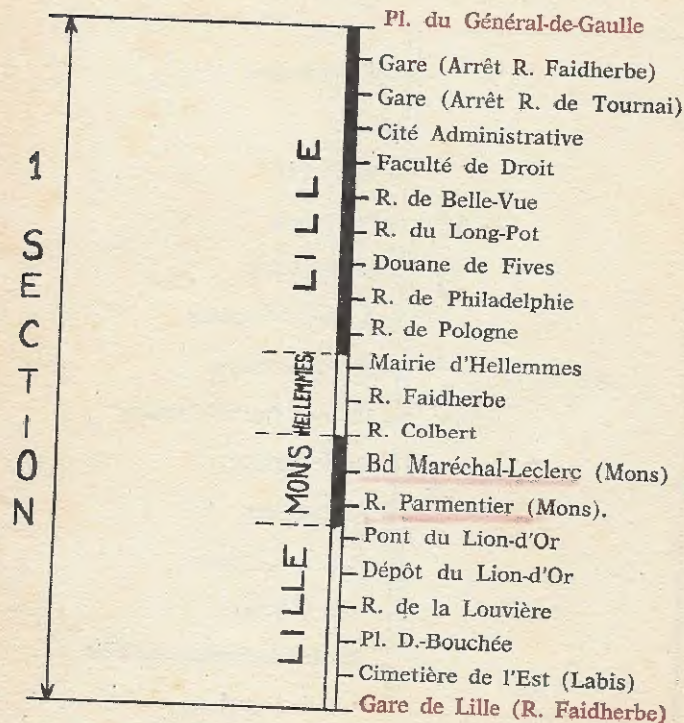 Pl. du Général-de-Gaulle
Gare (Arrêt R. Faidherbe)
Gare (Arrêt R. de Tournai)
Cité Administrative
Faculté de Droit
R. de Belle-Vue
R. du Long-Pot
Douane de Fives
R. de Philadelphie
R. de Pologne
Mairie d'Hellemmes
R. Faidherbe
R. Colbert
Bd Maréchal-Leclerc (Mons)
R. Parmentier (Mons).
Pont du Lion-d'Or
Dépôt du Lion-d'Or
R. de la Louvière
Pl. D.-Bouchée
Cimetière de l'Est (Labis)
Gare de Lille (R. Faidherbe)
1 SECTION
LILLE
HELLEMMES
MONS
LILLE